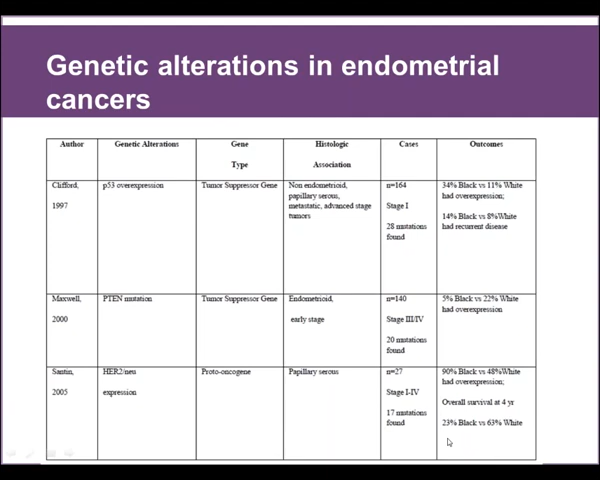 Genetic alterations in endometrial
cancers
Author Genetic Alterations Gene Histologic Cases Outcomes
Type Association
Clifford, p53 overexpression Tumor Suppressor Gene Non endometrioid, n=164 34% Black vs 11% White
papillary serous, had overexpression;
1997 metastatic, advanced stage Stage I
tumors 14% Black vs 8%White
28 mutations had recurrent disease
found
Maxwell, PTEN mutation Tumor Suppressor Gene Endometrioid, n=140 5% Black vs 22% White
had overexpression
2000 early stage Stage III/IV
20 mutations
found
Santin, HER2/neu Proto-oncogene Papillary serous n=27 90% Black vs 48%White
had overexpression;
2005 expression Stage I-IV
Overall survival at 4 yr
17 mutations
found 23% Black vs 63% White